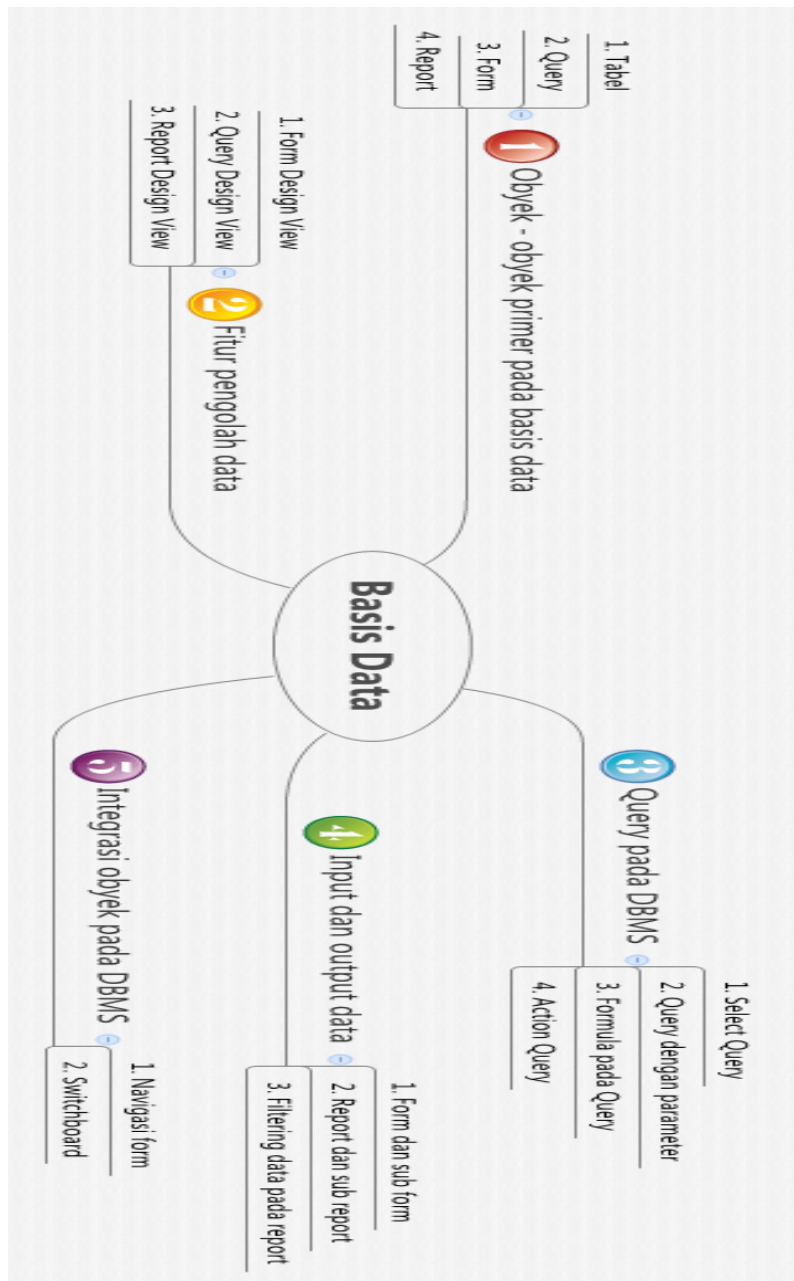 Basis Data
1 Obyek - obyek primer pada basis data
1. Tabel
2. Query
3. Form
4. Report
2 Fitur pengolah data
1. Form Design View
2. Query Design View
3. Report Design View
3 Query pada DBMS
1. Select Query
2. Query dengan parameter
3. Formula pada Query
4. Action Query
4 Input dan output data
1. Form dan sub form
2. Report dan sub report
3. Filtering data pada report
5 Integrasi obyek pada DBMS
1. Navigasi form
2. Switchboard